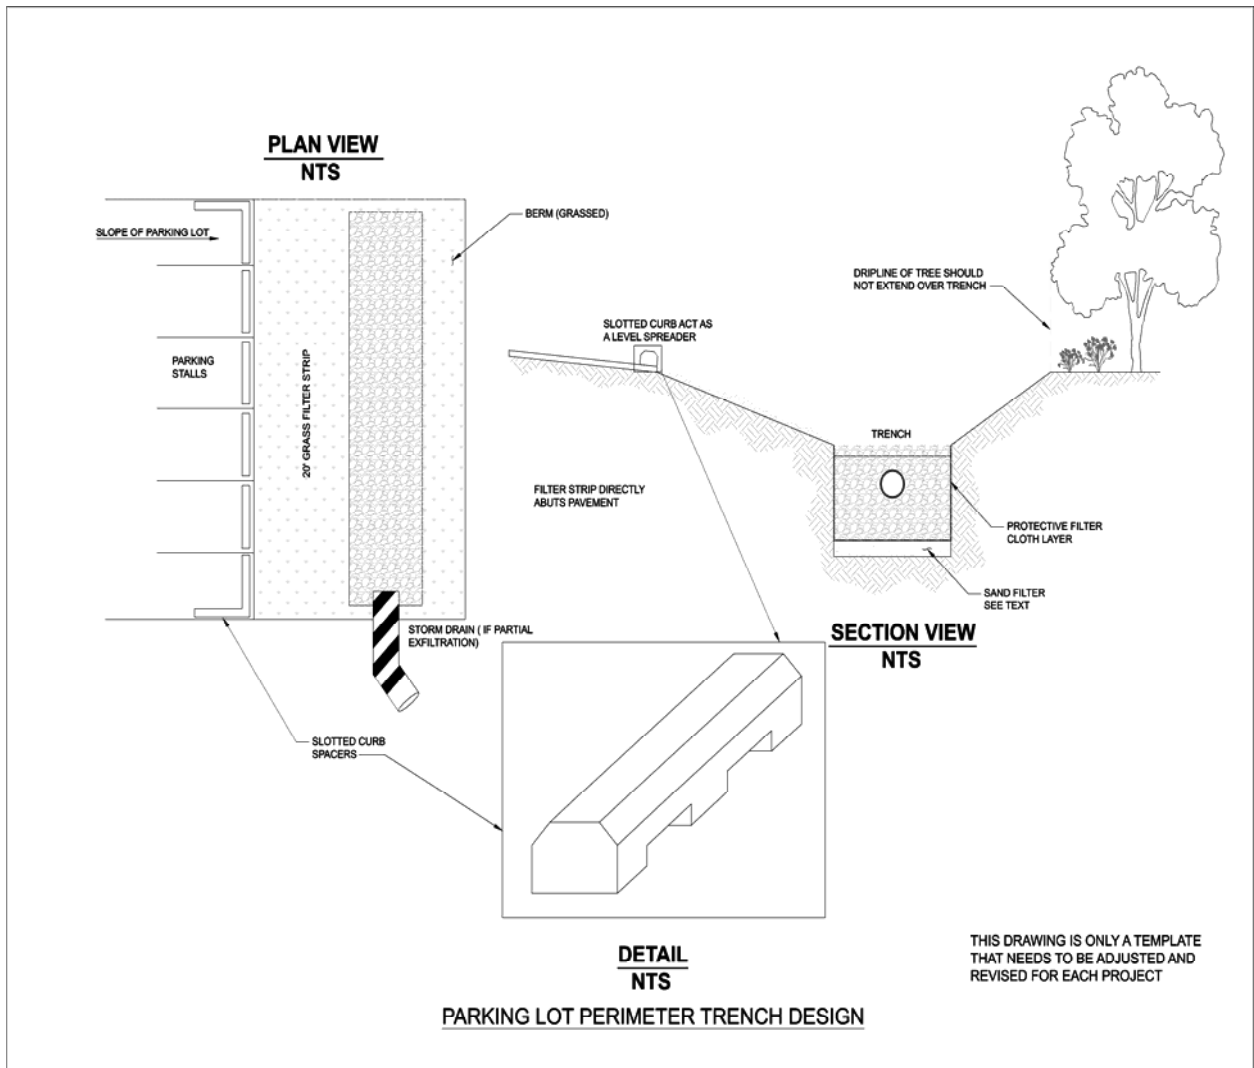 PLAN VIEW
NTS
SLOPE OF PARKING LOT
PARKING
STALLS
20' GRASS FILTER STRIP
BERM (GRASSED)
STORM DRAIN ( IF PARTIAL
EXFILTRATION)
SLOTTED CURB
SPACERS
SLOTTED CURB ACT AS
A LEVEL SPREADER
DRIPLINE OF TREE SHOULD
NOT EXTEND OVER TRENCH
TRENCH
FILTER STRIP DIRECTLY
ABUTS PAVEMENT
PROTECTIVE FILTER
CLOTH LAYER
SAND FILTER
SEE TEXT
SECTION VIEW
NTS
DETAIL
NTS
THIS DRAWING IS ONLY A TEMPLATE
THAT NEEDS TO BE ADJUSTED AND
REVISED FOR EACH PROJECT
PARKING LOT PERIMETER TRENCH DESIGN